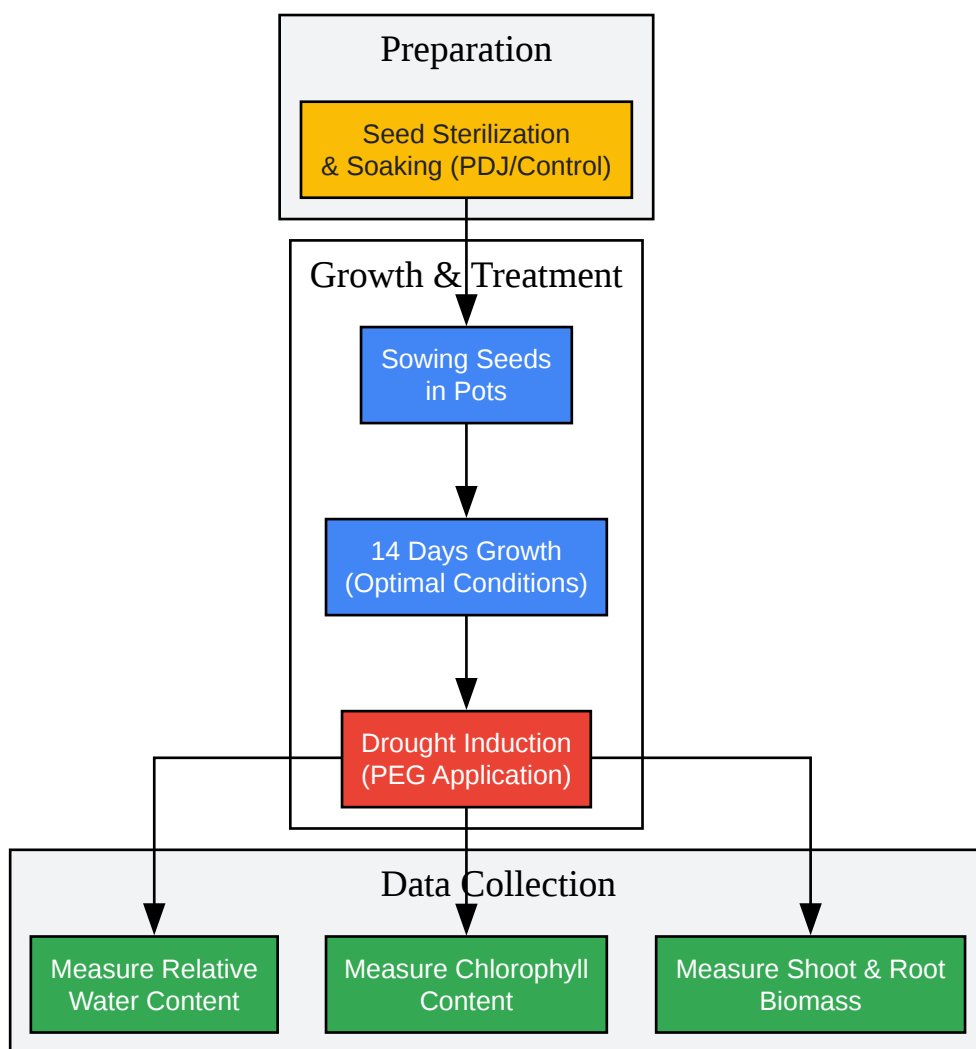 Preparation
Seed Sterilization
& Soaking (PDJ/Control)
Growth & Treatment
Sowing Seeds
in Pots
14 Days Growth
(Optimal Conditions)
Drought Induction
(PEG Application)
Data Collection
Measure Relative
Water Content
Measure Chlorophyll
Content
Measure Shoot & Root
Biomass